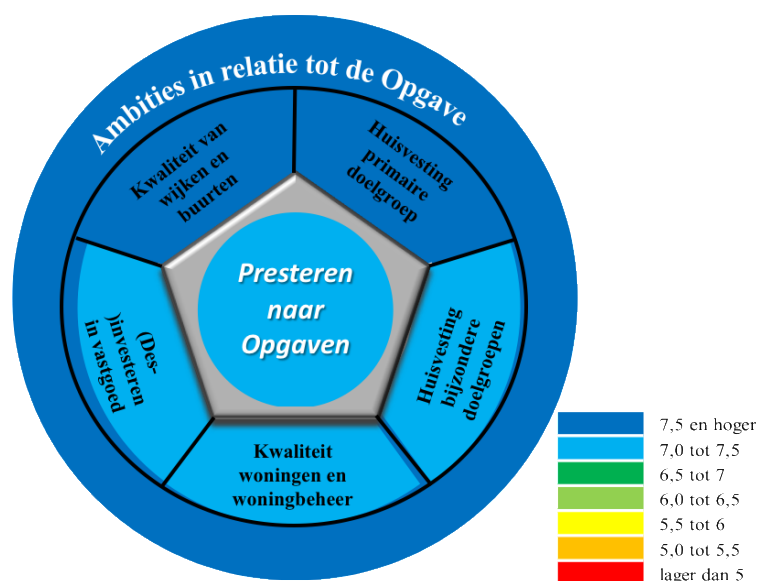 Ambities in relatie tot de Opgave
Kwaliteit van
wijken en
buurten
Huisvesting
primaire
doelgroep
(Des-
)investeren
in vastgoed
Presteren
naar
Opgaven
Huisvesting
bijzondere
doelgroepen
Kwaliteit
woningen en
woningbeheer
7,5 en hoger
7,0 tot 7,5
6,5 tot 7
6,0 tot 6,5
5,5 tot 6
5,0 tot 5,5
lager dan 5